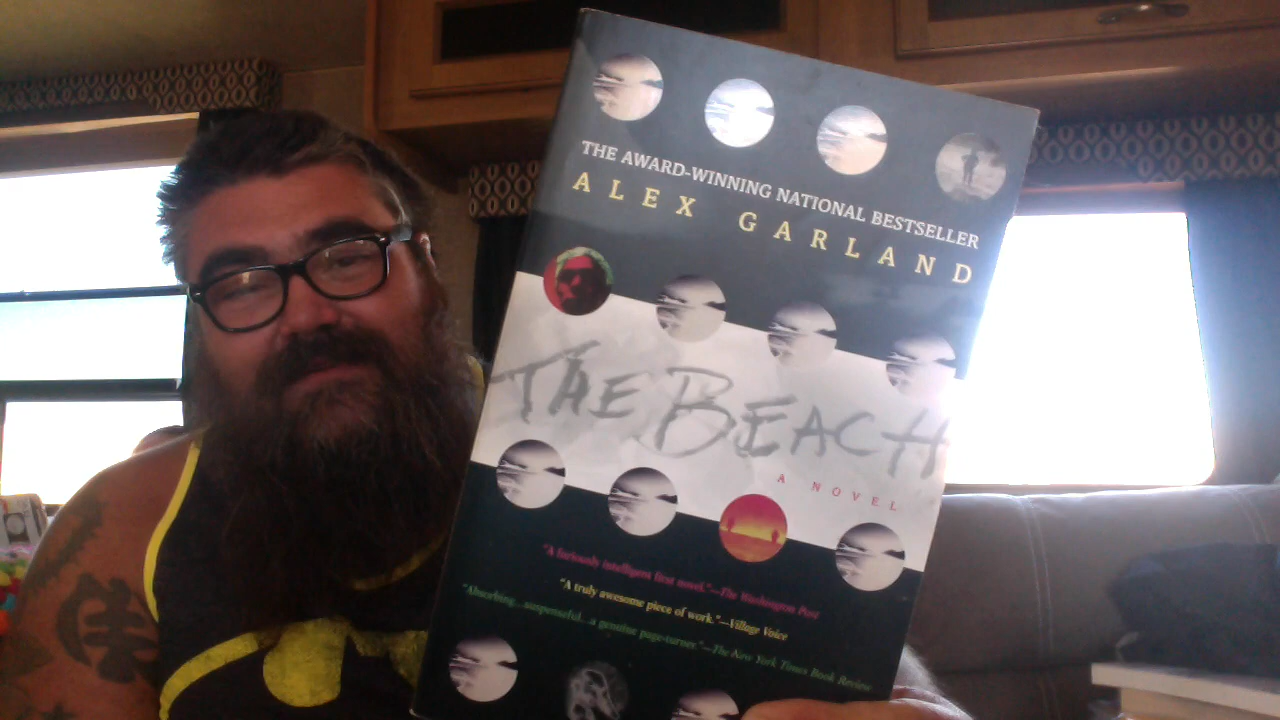 THE AWARD-WINNING NATIONAL BESTSELLER
ALEX GARLAND
THE BEACH
A NOVEL
"A furiously intelligent first novel."—The Washington Post
"A truly awesome piece of work."—Village Voice
"Absorbing...suspenseful...a genuine page-turner."—The New York Times Book Review